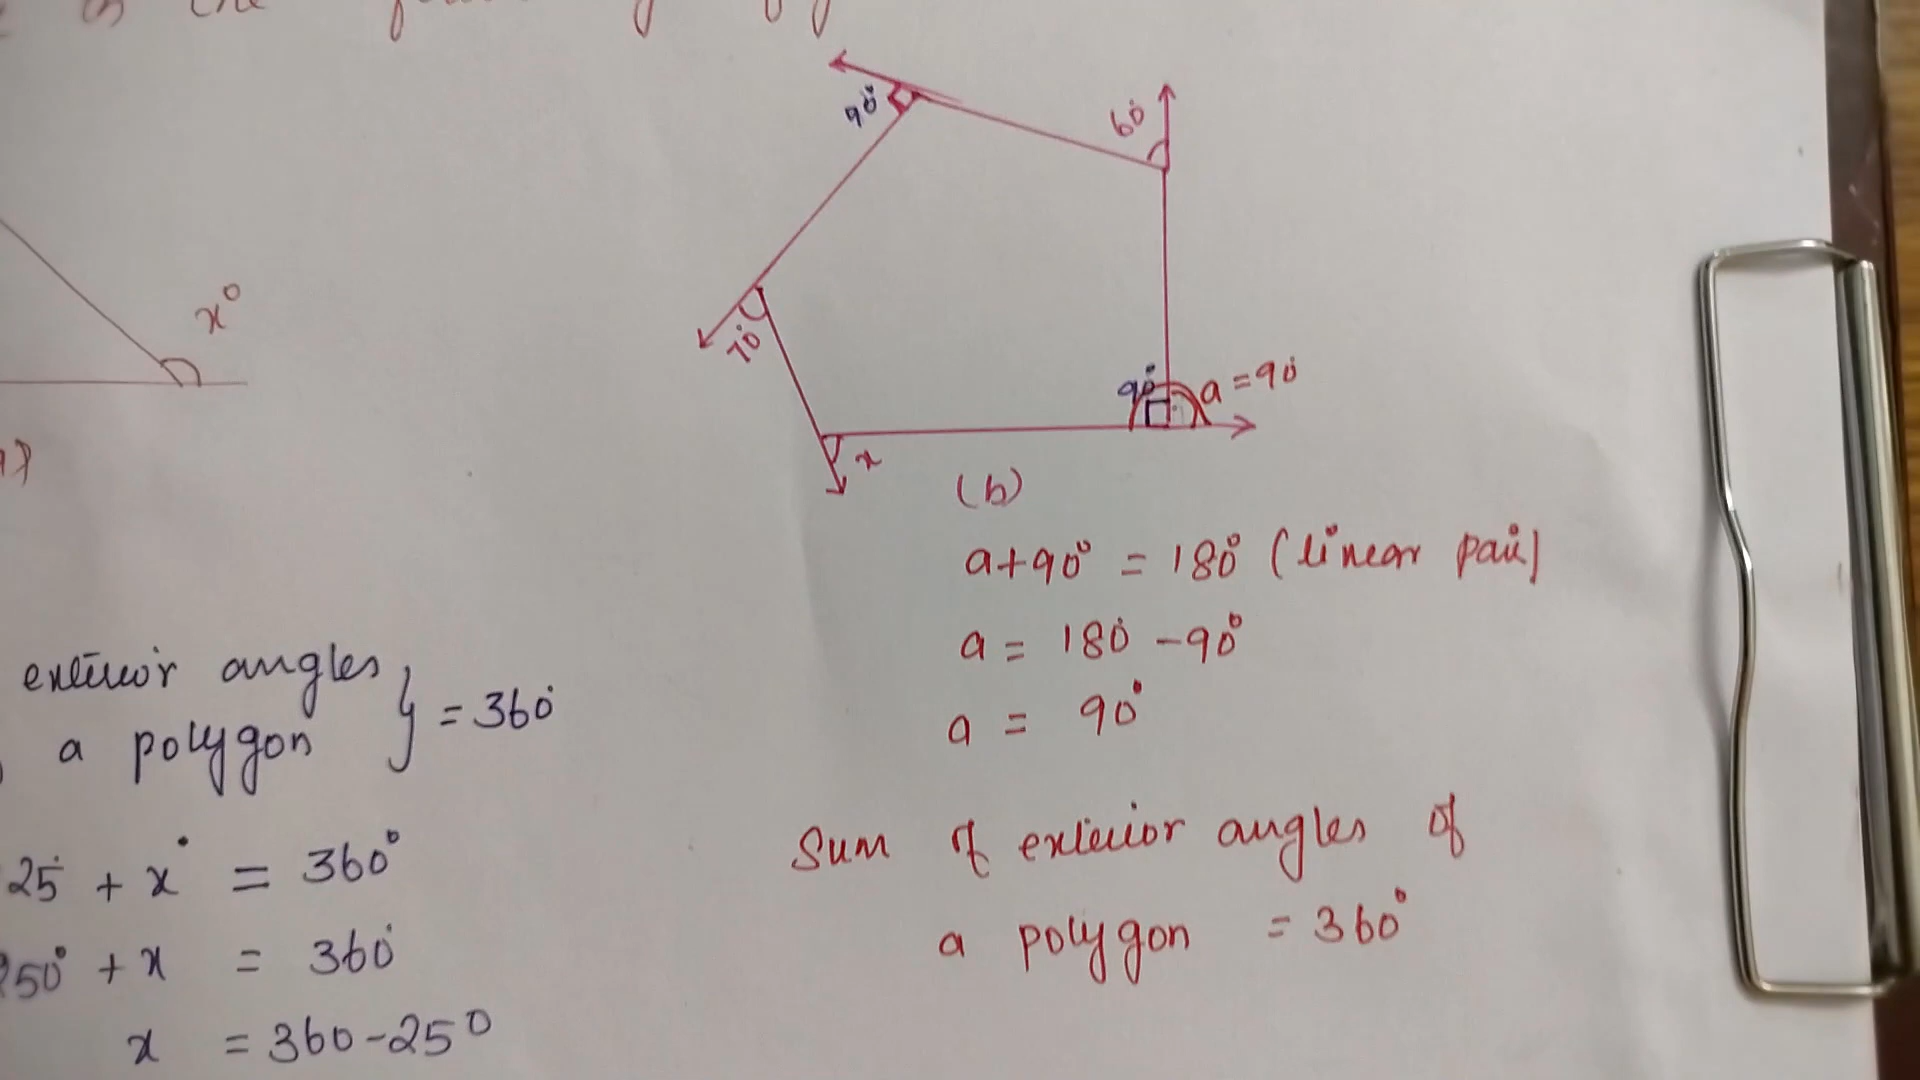 90°
60°
70°
x°
90°
a = 90°
x
(b)
a+90° = 180° (linear pair)
a = 180° - 90°
a = 90°
exterior angles
a polygon } = 360°
25° + x° = 360°
250° + x = 360°
x = 360-250
Sum of exterior angles of
a polygon = 360°